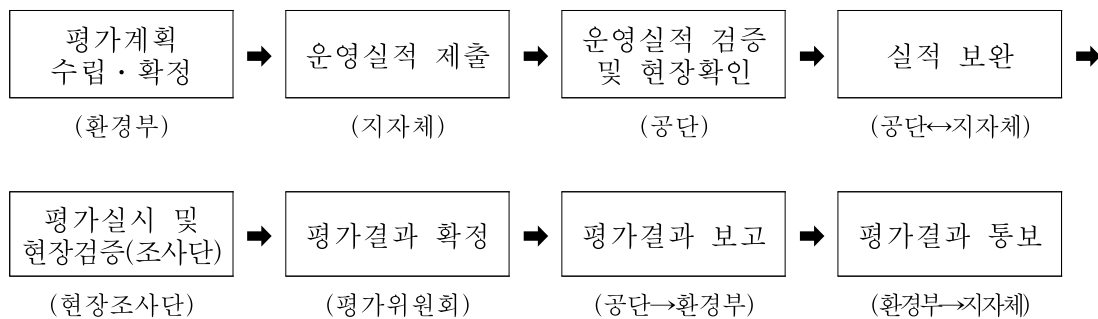 평가계획
수립·확정
➡
운영실적 제출
➡
운영실적 검증
및 현장확인
➡
실적 보완
➡
(환경부)
(지자체)
(공단)
(공단↔지자체)
평가실시 및
현장검증(조사단)
➡
평가결과 확정
➡
평가결과 보고
➡
평가결과 통보
(현장조사단)
(평가위원회)
(공단→환경부)
(환경부→지자체)